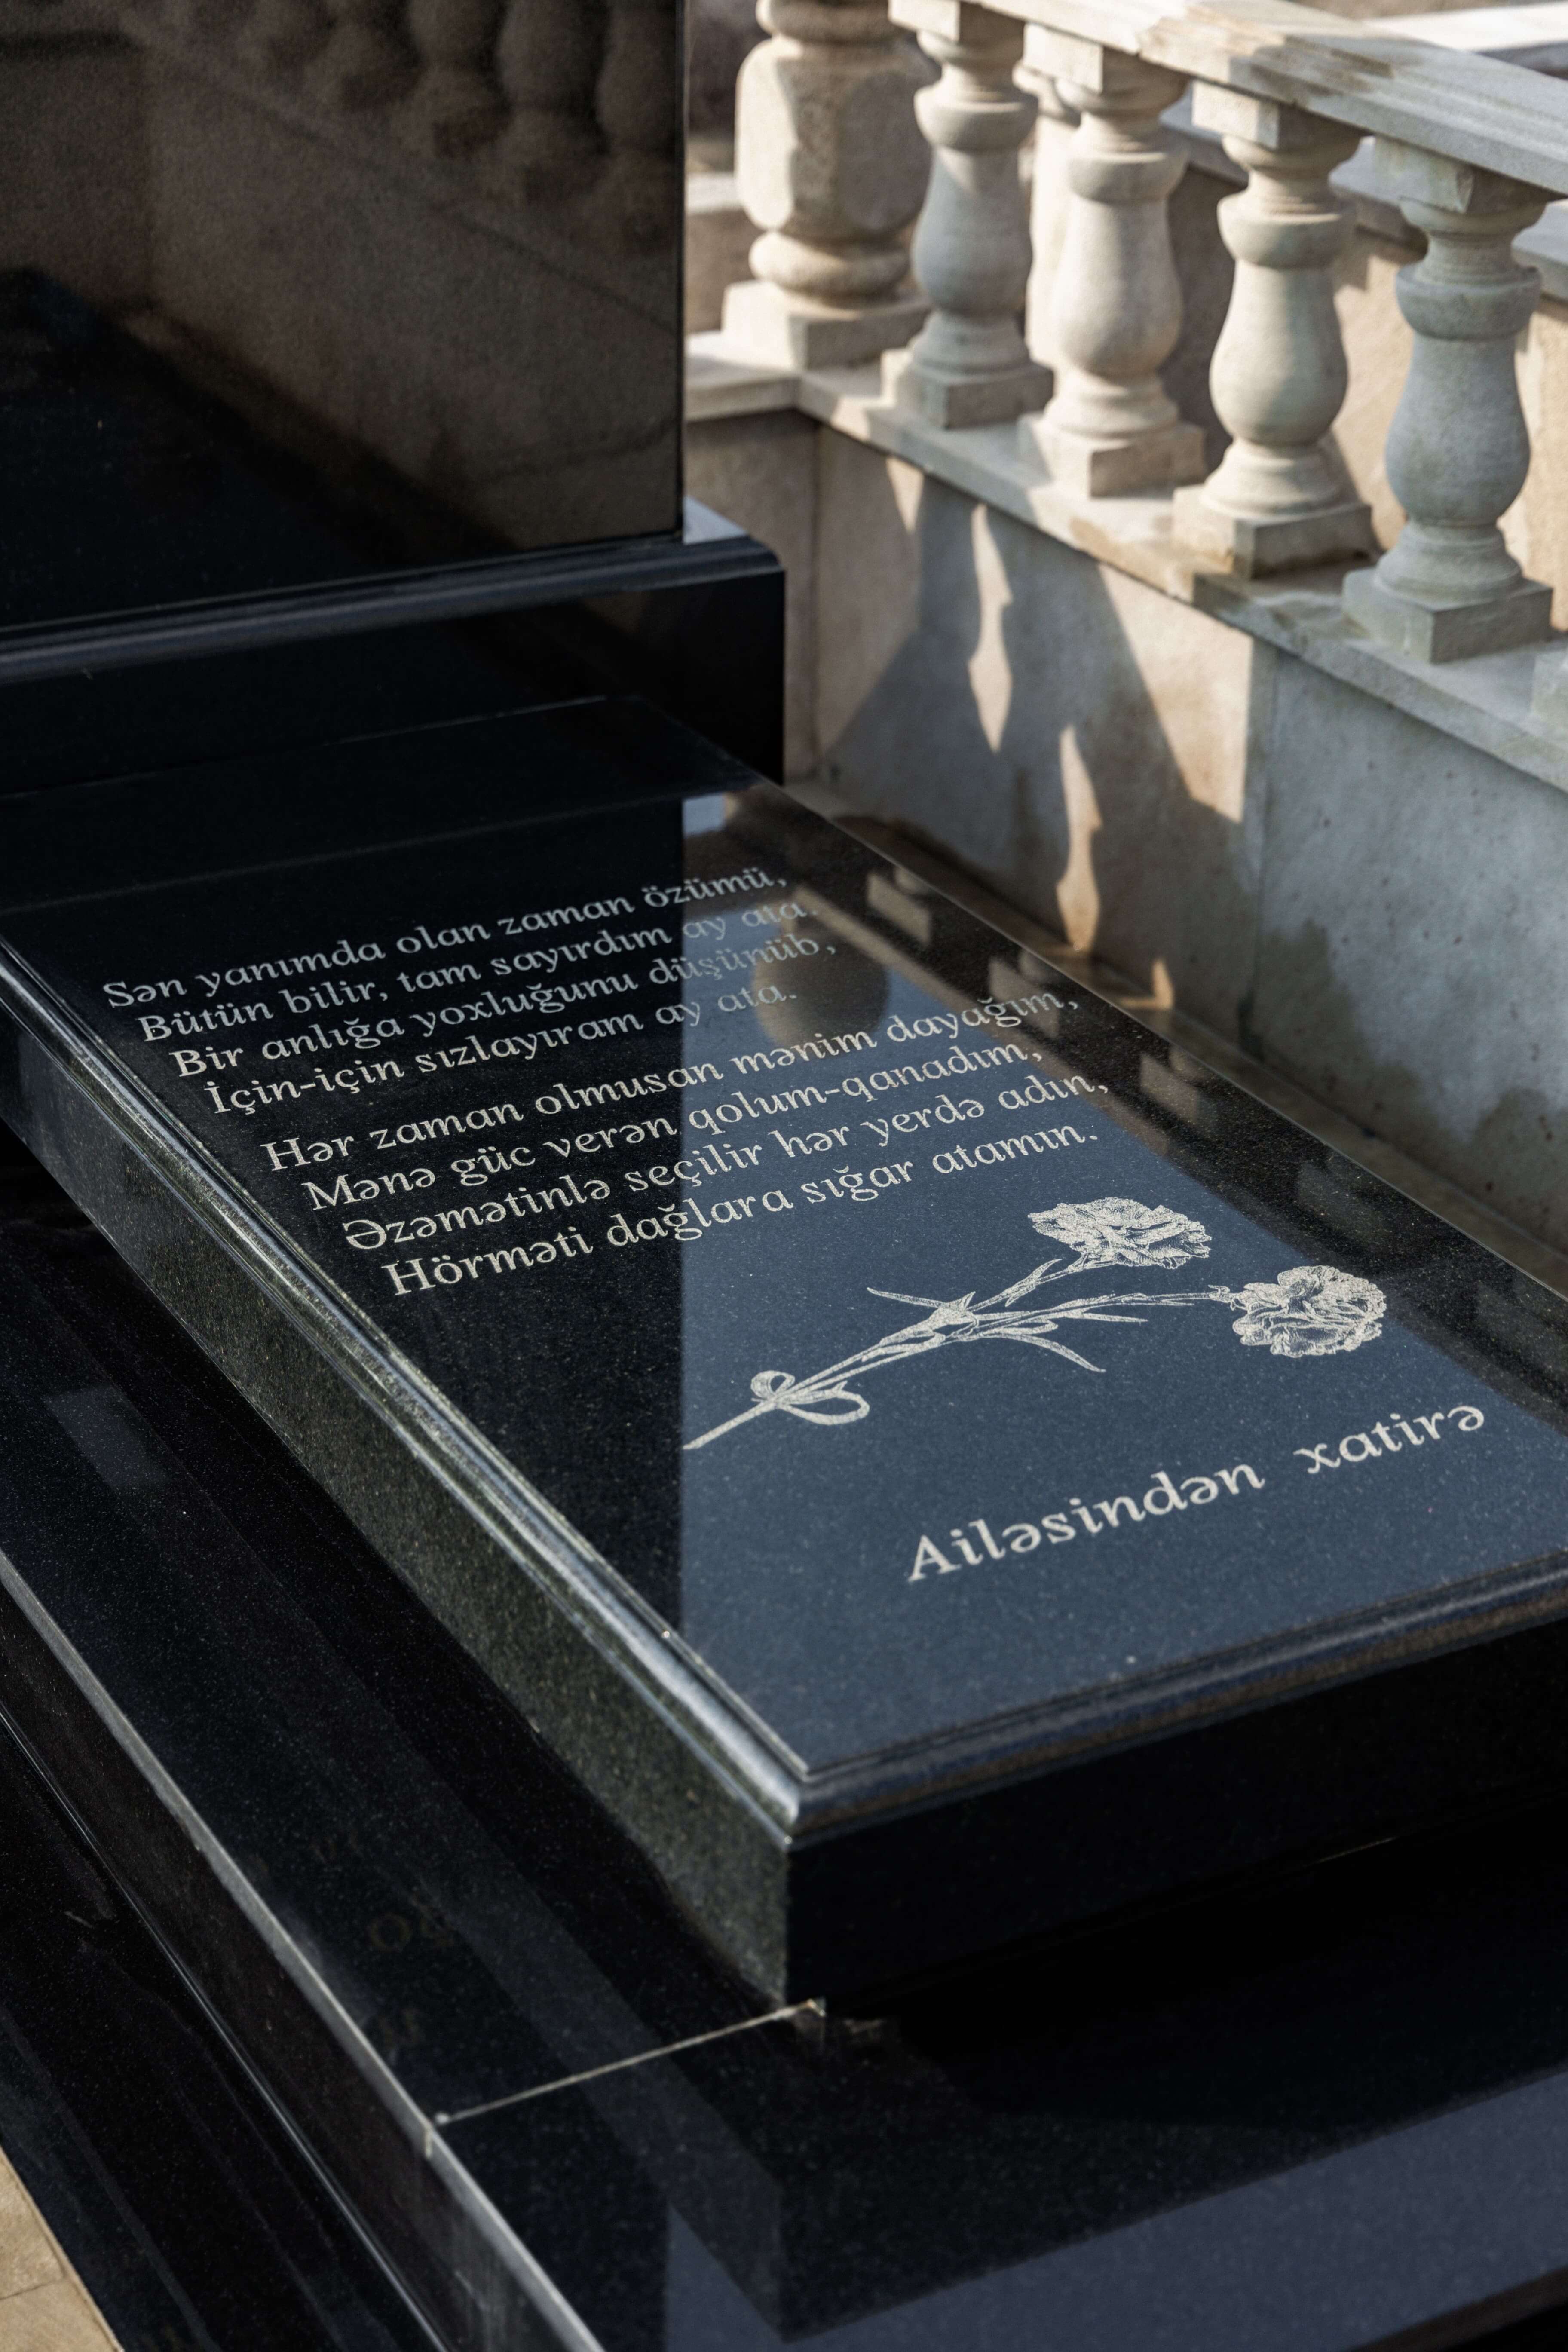 Sən yanımda olan zaman özümü,
Bütün bilir, tam sayırdım ay ata.
Bir anlığa yoxluğunu düşünüb,
İçin-için sızlayıram ay ata.
Hər zaman olmusan mənim dayağım,
Mənə güc verən qolum-qanadım,
Əzəmətinlə seçilir hər yerdə adın,
Hörməti dağlara sığar atamın.
Ailəsindən xatirə